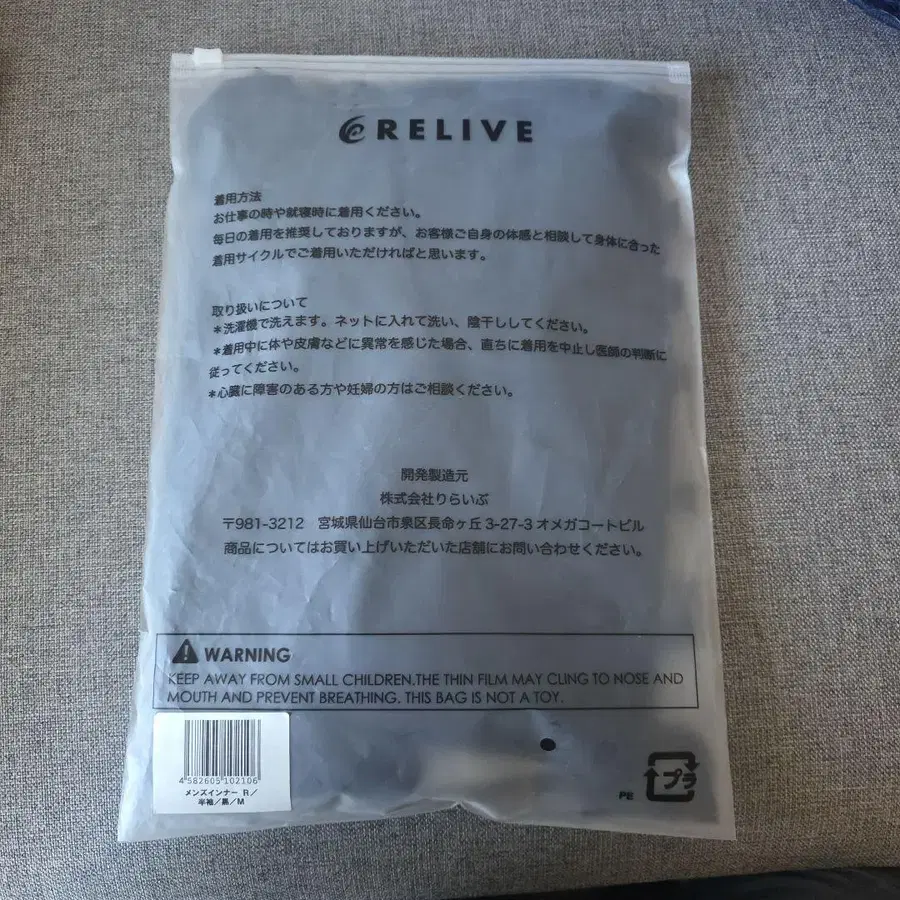 RELIVE
着用方法
お仕事の時や就寝時に着用ください。
毎日の着用を推奨しておりますが、お客様ご自身の体感と相談して身体に合った
着用サイクルでご着用いただければと思います。
取り扱いについて
*洗濯機で洗えます。ネットに入れて洗い、陰干ししてください。
*着用中に体や皮膚などに異常を感じた場合、直ちに着用を中止し医師の判断に
従ってください。
*心臓に障害のある方や妊婦の方はご相談ください。
開発製造元
株式会社りらいぶ
〒981-3212 宮城県仙台市泉区長命ヶ丘3-27-3 オメガコートビル
商品についてはお買い上げいただいた店舗にお問い合わせください。
WARNING
KEEP AWAY FROM SMALL CHILDREN.THE THIN FILM MAY CLING TO NOSE AND
MOUTH AND PREVENT BREATHING. THIS BAG IS NOT A TOY.
4582605102106
メンズインナー R/
半袖/黒/M
PE
プラ